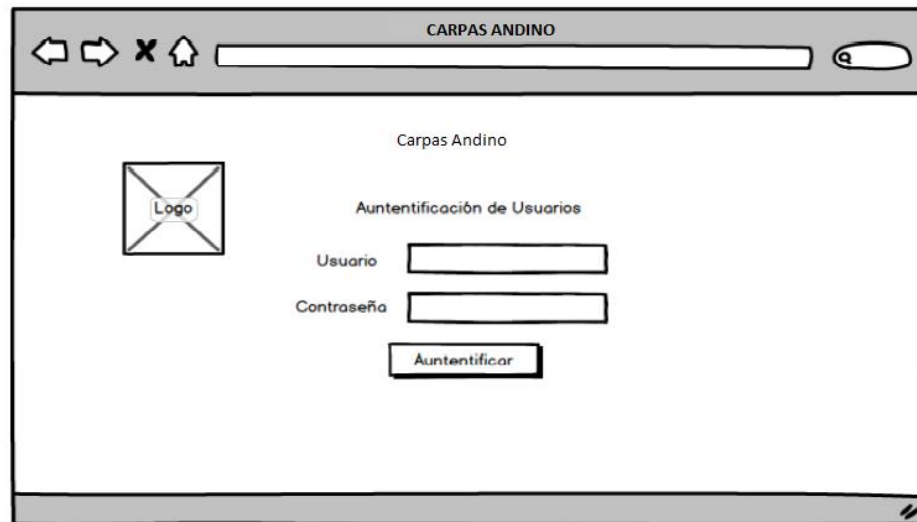 CARPAS ANDINO
Carpas Andino
Logo
Auntentificación de Usuarios
Usuario
Contraseña
Auntentificar